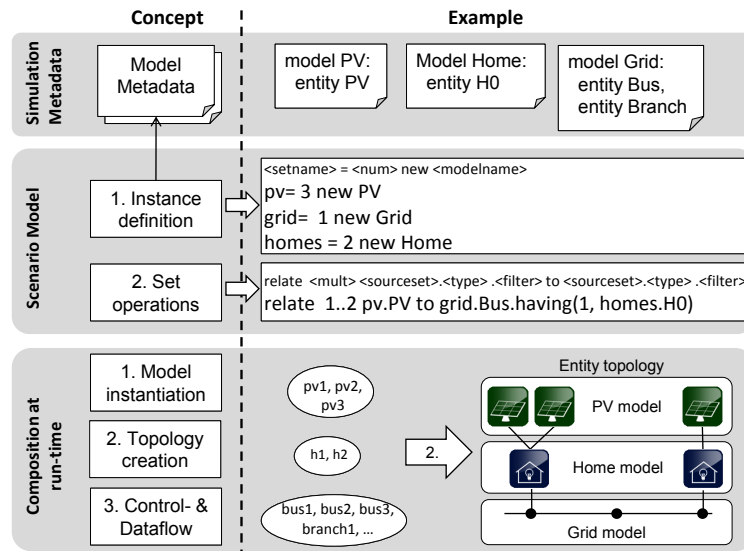 Concept
Example
Simulation
Metadata
Model
Metadata
model PV:
entity PV
Model Home:
entity H0
model Grid:
entity Bus,
entity Branch
Scenario Model
1. Instance
definition
<setname> = <num> new <modelname>
pv= 3 new PV
grid= 1 new Grid
homes = 2 new Home
2. Set
operations
relate <mult> <sourceset>.<type> .<filter> to <sourceset>.<type> .<filter>
relate 1..2 pv.PV to grid.Bus.having(1, homes.H0)
Composition at
run-time
1. Model
instantiation
2. Topology
creation
3. Control- &
Dataflow
pv1, pv2,
pv3
h1, h2
bus1, bus2, bus3,
branch1, ...
2.
Entity topology
PV model
Home model
Grid model